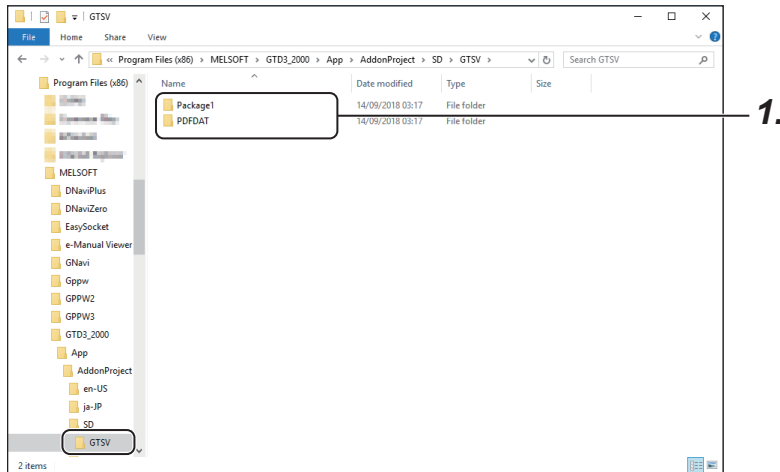 GTSV
File Home Share View
« Program Files (x86) > MELSOFT > GTD3_2000 > App > AddonProject > SD > GTSV > Search GTSV
Program Files (x86)
Name Date modified Type Size
Package1 14/09/2018 03:17 File folder
PDFDAT 14/09/2018 03:17 File folder
1.
MELSOFT
DNaviPlus
DNaviZero
EasySocket
e-Manual Viewer
GNavi
Gppw
GPPW2
GPPW3
GTD3_2000
App
AddonProject
en-US
ja-JP
SD
GTSV
2 items